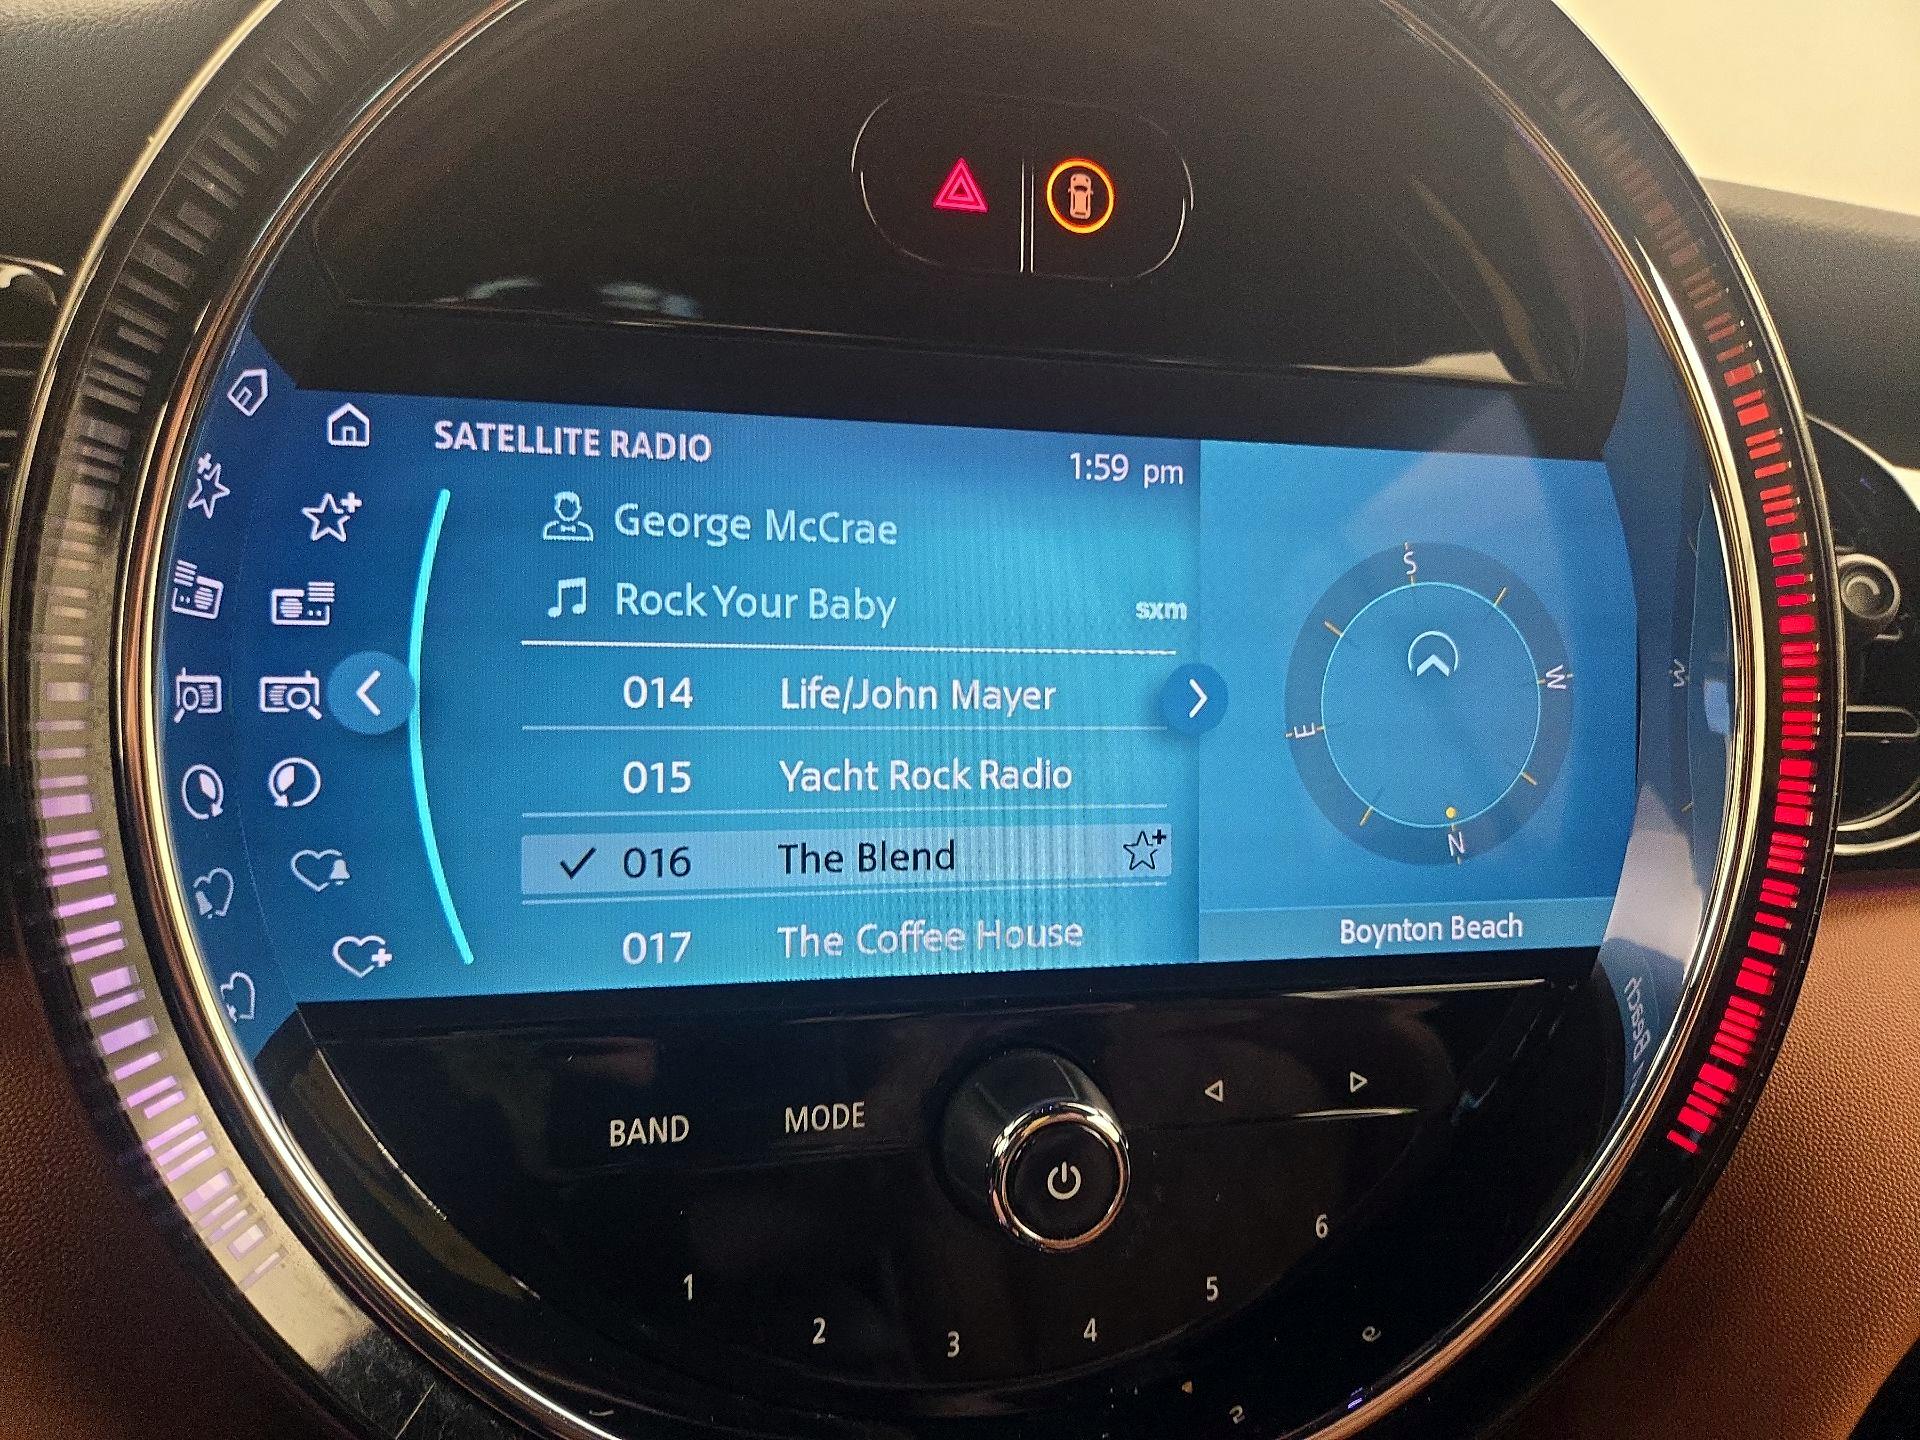 SATELLITE RADIO
1:59 pm
George McCrae
Rock Your Baby
sxm
014 Life/John Mayer
015 Yacht Rock Radio
016 The Blend
017 The Coffee House
S
W
E
N
Boynton Beach
BAND
MODE
1
2
3
4
5
6